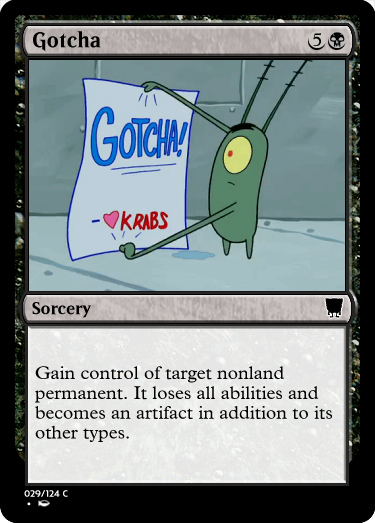 Gotcha 5
GOTCHA!
- KRABS
Sorcery
Gain control of target nonland
permanent. It loses all abilities and
becomes an artifact in addition to its
other types.
029/124 C